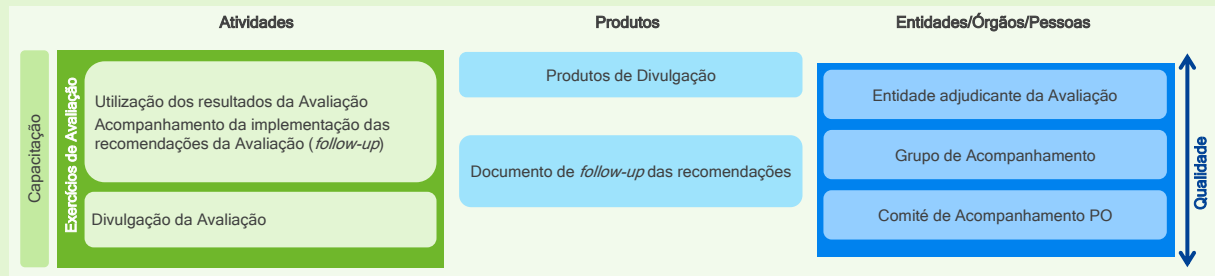 Atividades
Produtos
Entidades/Órgãos/Pessoas
Capacitação
Exercícios de Avaliação
Utilização dos resultados da Avaliação
Acompanhamento da implementação das
recomendações da Avaliação (follow-up)
Divulgação da Avaliação
Produtos de Divulgação
Documento de follow-up das recomendações
Entidade adjudicante da Avaliação
Grupo de Acompanhamento
Comité de Acompanhamento PO
Qualidade